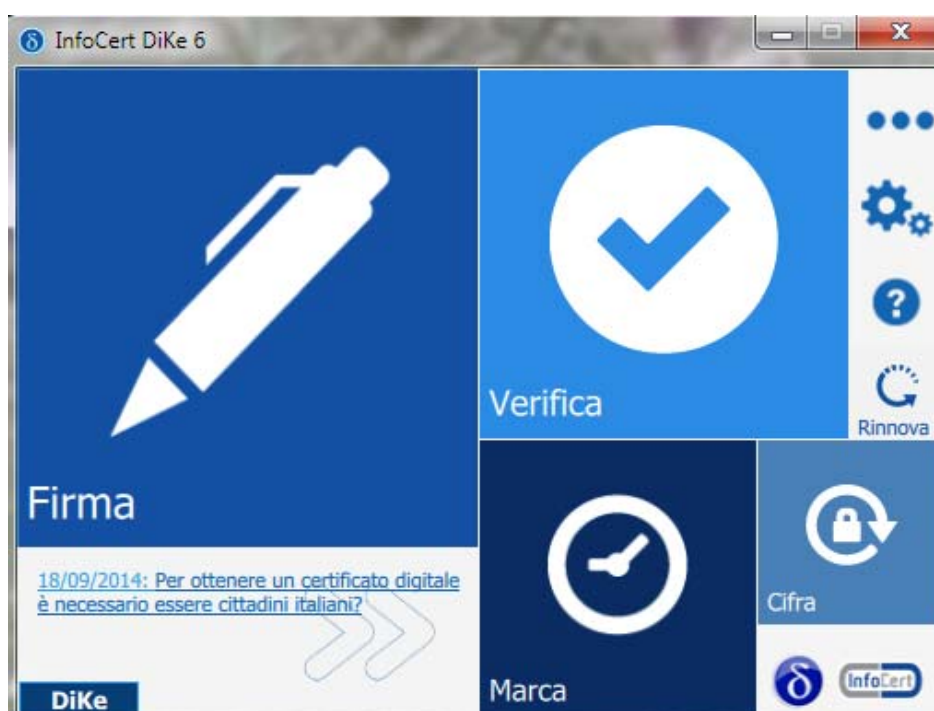 InfoCert DiKe 6
Firma
Verifica
Rinnova
18/09/2014: Per ottenere un certificato digitale
è necessario essere cittadini italiani?
Marca
Cifra
DiKe
InfoCert